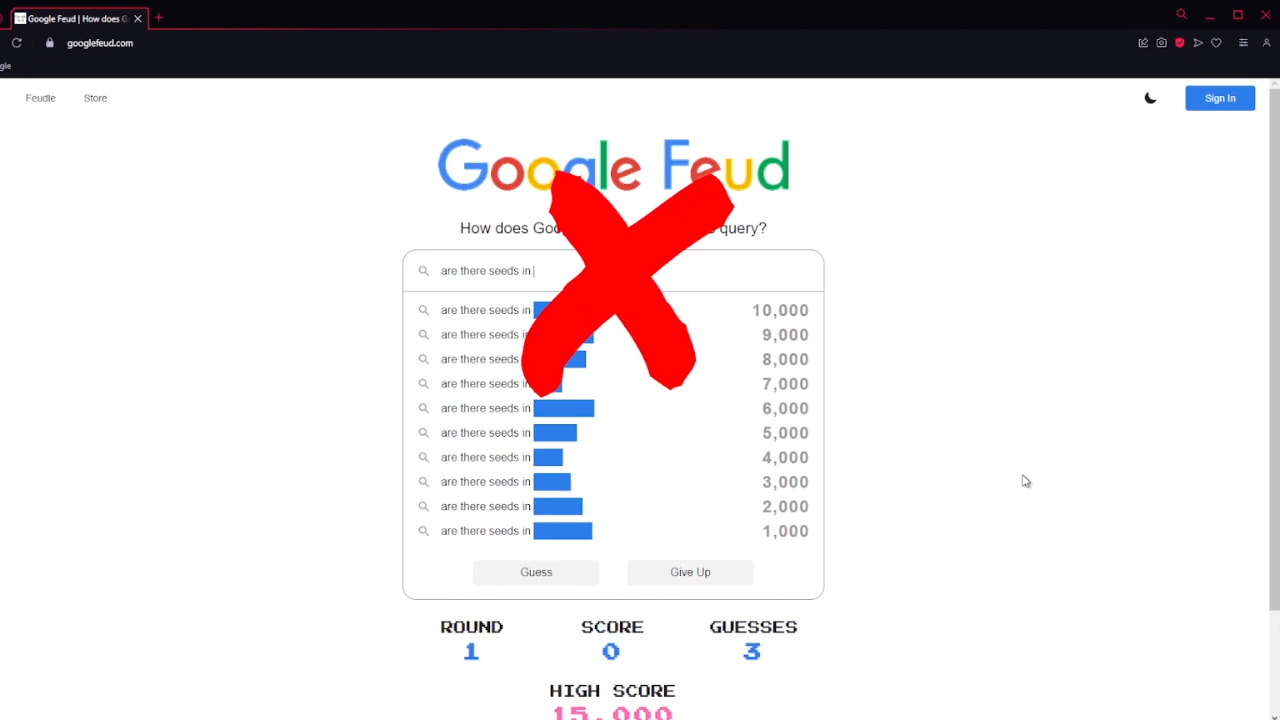 Google Feud | How does G
googlefeud.com
gle
Feudle Store Sign In
Google Feud
How does Goo query?
are there seeds in
are there seeds in 10,000
are there seeds in 9,000
are there seeds 8,000
are there seeds in 7,000
are there seeds in 6,000
are there seeds in 5,000
are there seeds in 4,000
are there seeds in 3,000
are there seeds in 2,000
are there seeds in 1,000
Guess Give Up
ROUND SCORE GUESSES
1 0 3
HIGH SCORE
15,000